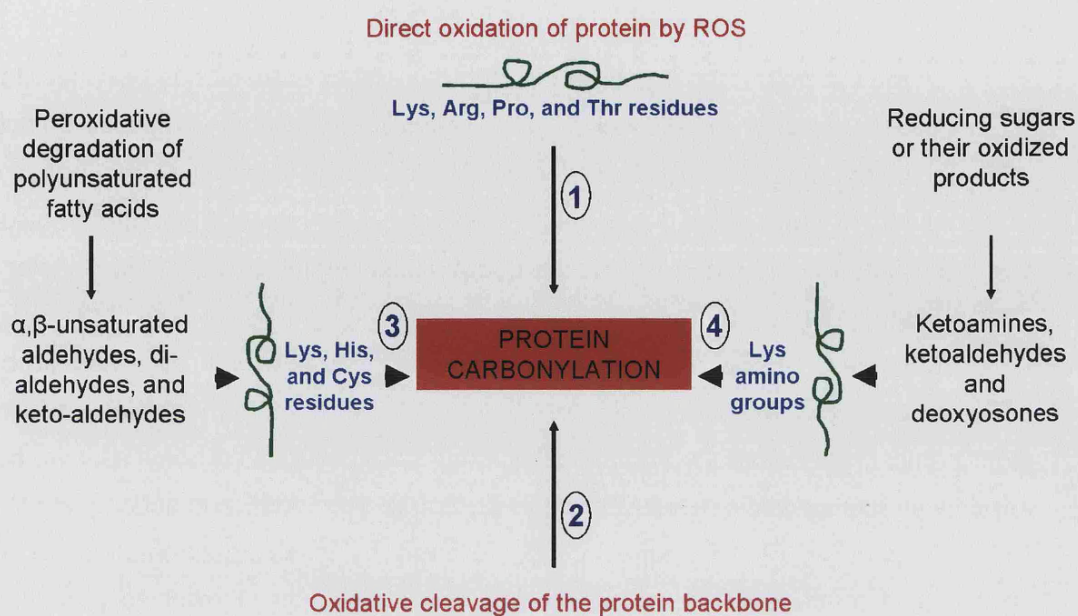 Direct oxidation of protein by ROS
Lys, Arg, Pro, and Thr residues
Peroxidative
degradation of
polyunsaturated
fatty acids
Reducing sugars
or their oxidized
products
1
α,β-unsaturated
aldehydes, di-
aldehydes, and
keto-aldehydes
Lys, His,
and Cys
residues
3
PROTEIN
CARBONYLATION
4
Lys
amino
groups
Ketoamines,
ketoaldehydes
and
deoxyosones
2
Oxidative cleavage of the protein backbone